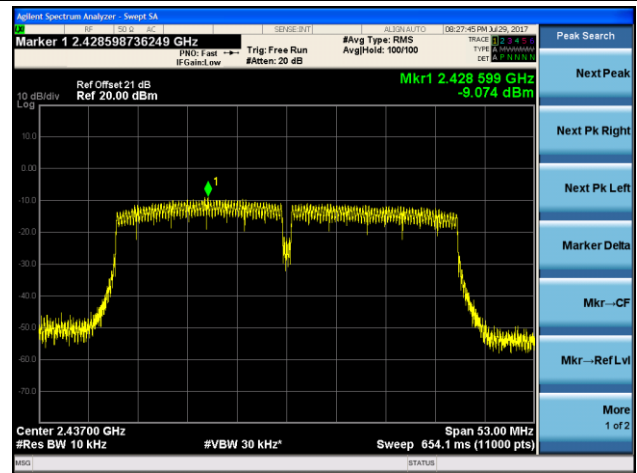 Agilent Spectrum Analyzer - Swept SA
RF 50 Ω AC SENSE:INT ALIGN AUTO 08:27:45 PM Jul 29, 2017
Marker 1 2.428598736249 GHz
PNO: Fast
IFGain:Low
Trig: Free Run
#Atten: 20 dB
#Avg Type: RMS
Avg|Hold: 100/100
TRACE 1 2 3 4 5 6
TYPE A
DET A P N N N N
Ref Offset 21 dB
10 dB/div Ref 20.00 dBm
Log
Mkr1 2.428 599 GHz
-9.074 dBm
10.0
0.00
-10.0
-20.0
-30.0
-40.0
-50.0
-60.0
-70.0
1
Center 2.43700 GHz Span 53.00 MHz
#Res BW 10 kHz #VBW 30 kHz* Sweep 654.1 ms (11000 pts)
MSG STATUS
Peak Search
Next Peak
Next Pk Right
Next Pk Left
Marker Delta
Mkr→CF
Mkr→Ref Lvl
More
1 of 2